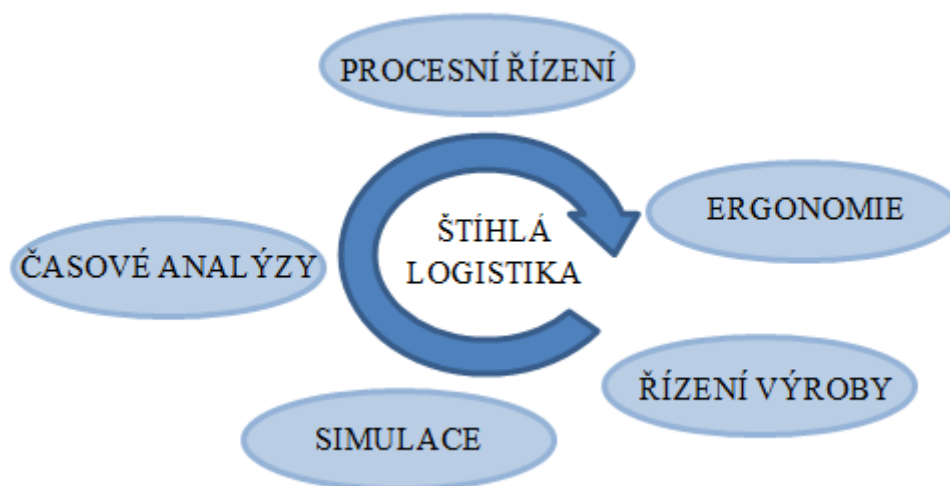 PROCESNÍ ŘÍZENÍ
ERGONOMIE
ŠTÍHLÁ
LOGISTIKA
ČASOVÉ ANALÝZY
ŘÍZENÍ VÝROBY
SIMULACE